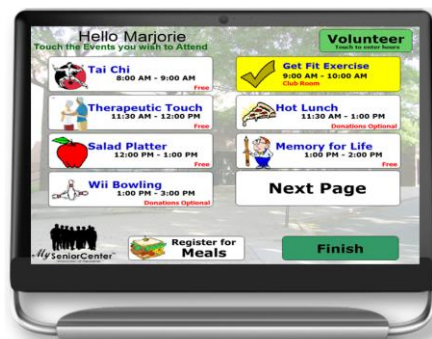 Hello Marjorie
Touch the Events you wish to Attend
Volunteer
Touch to enter hours
Tai Chi
8:00 AM - 9:00 AM
Free
Get Fit Exercise
9:00 AM - 10:00 AM
Club Room
Therapeutic Touch
11:30 AM - 12:00 PM
Free
Hot Lunch
11:30 AM - 1:00 PM
Donations Optional
Salad Platter
12:00 PM - 1:00 PM
Free
Memory for Life
1:00 PM - 2:00 PM
Free
Wii Bowling
1:00 PM - 3:00 PM
Donations Optional
Next Page
My SeniorCenter
Register for
Meals
Finish